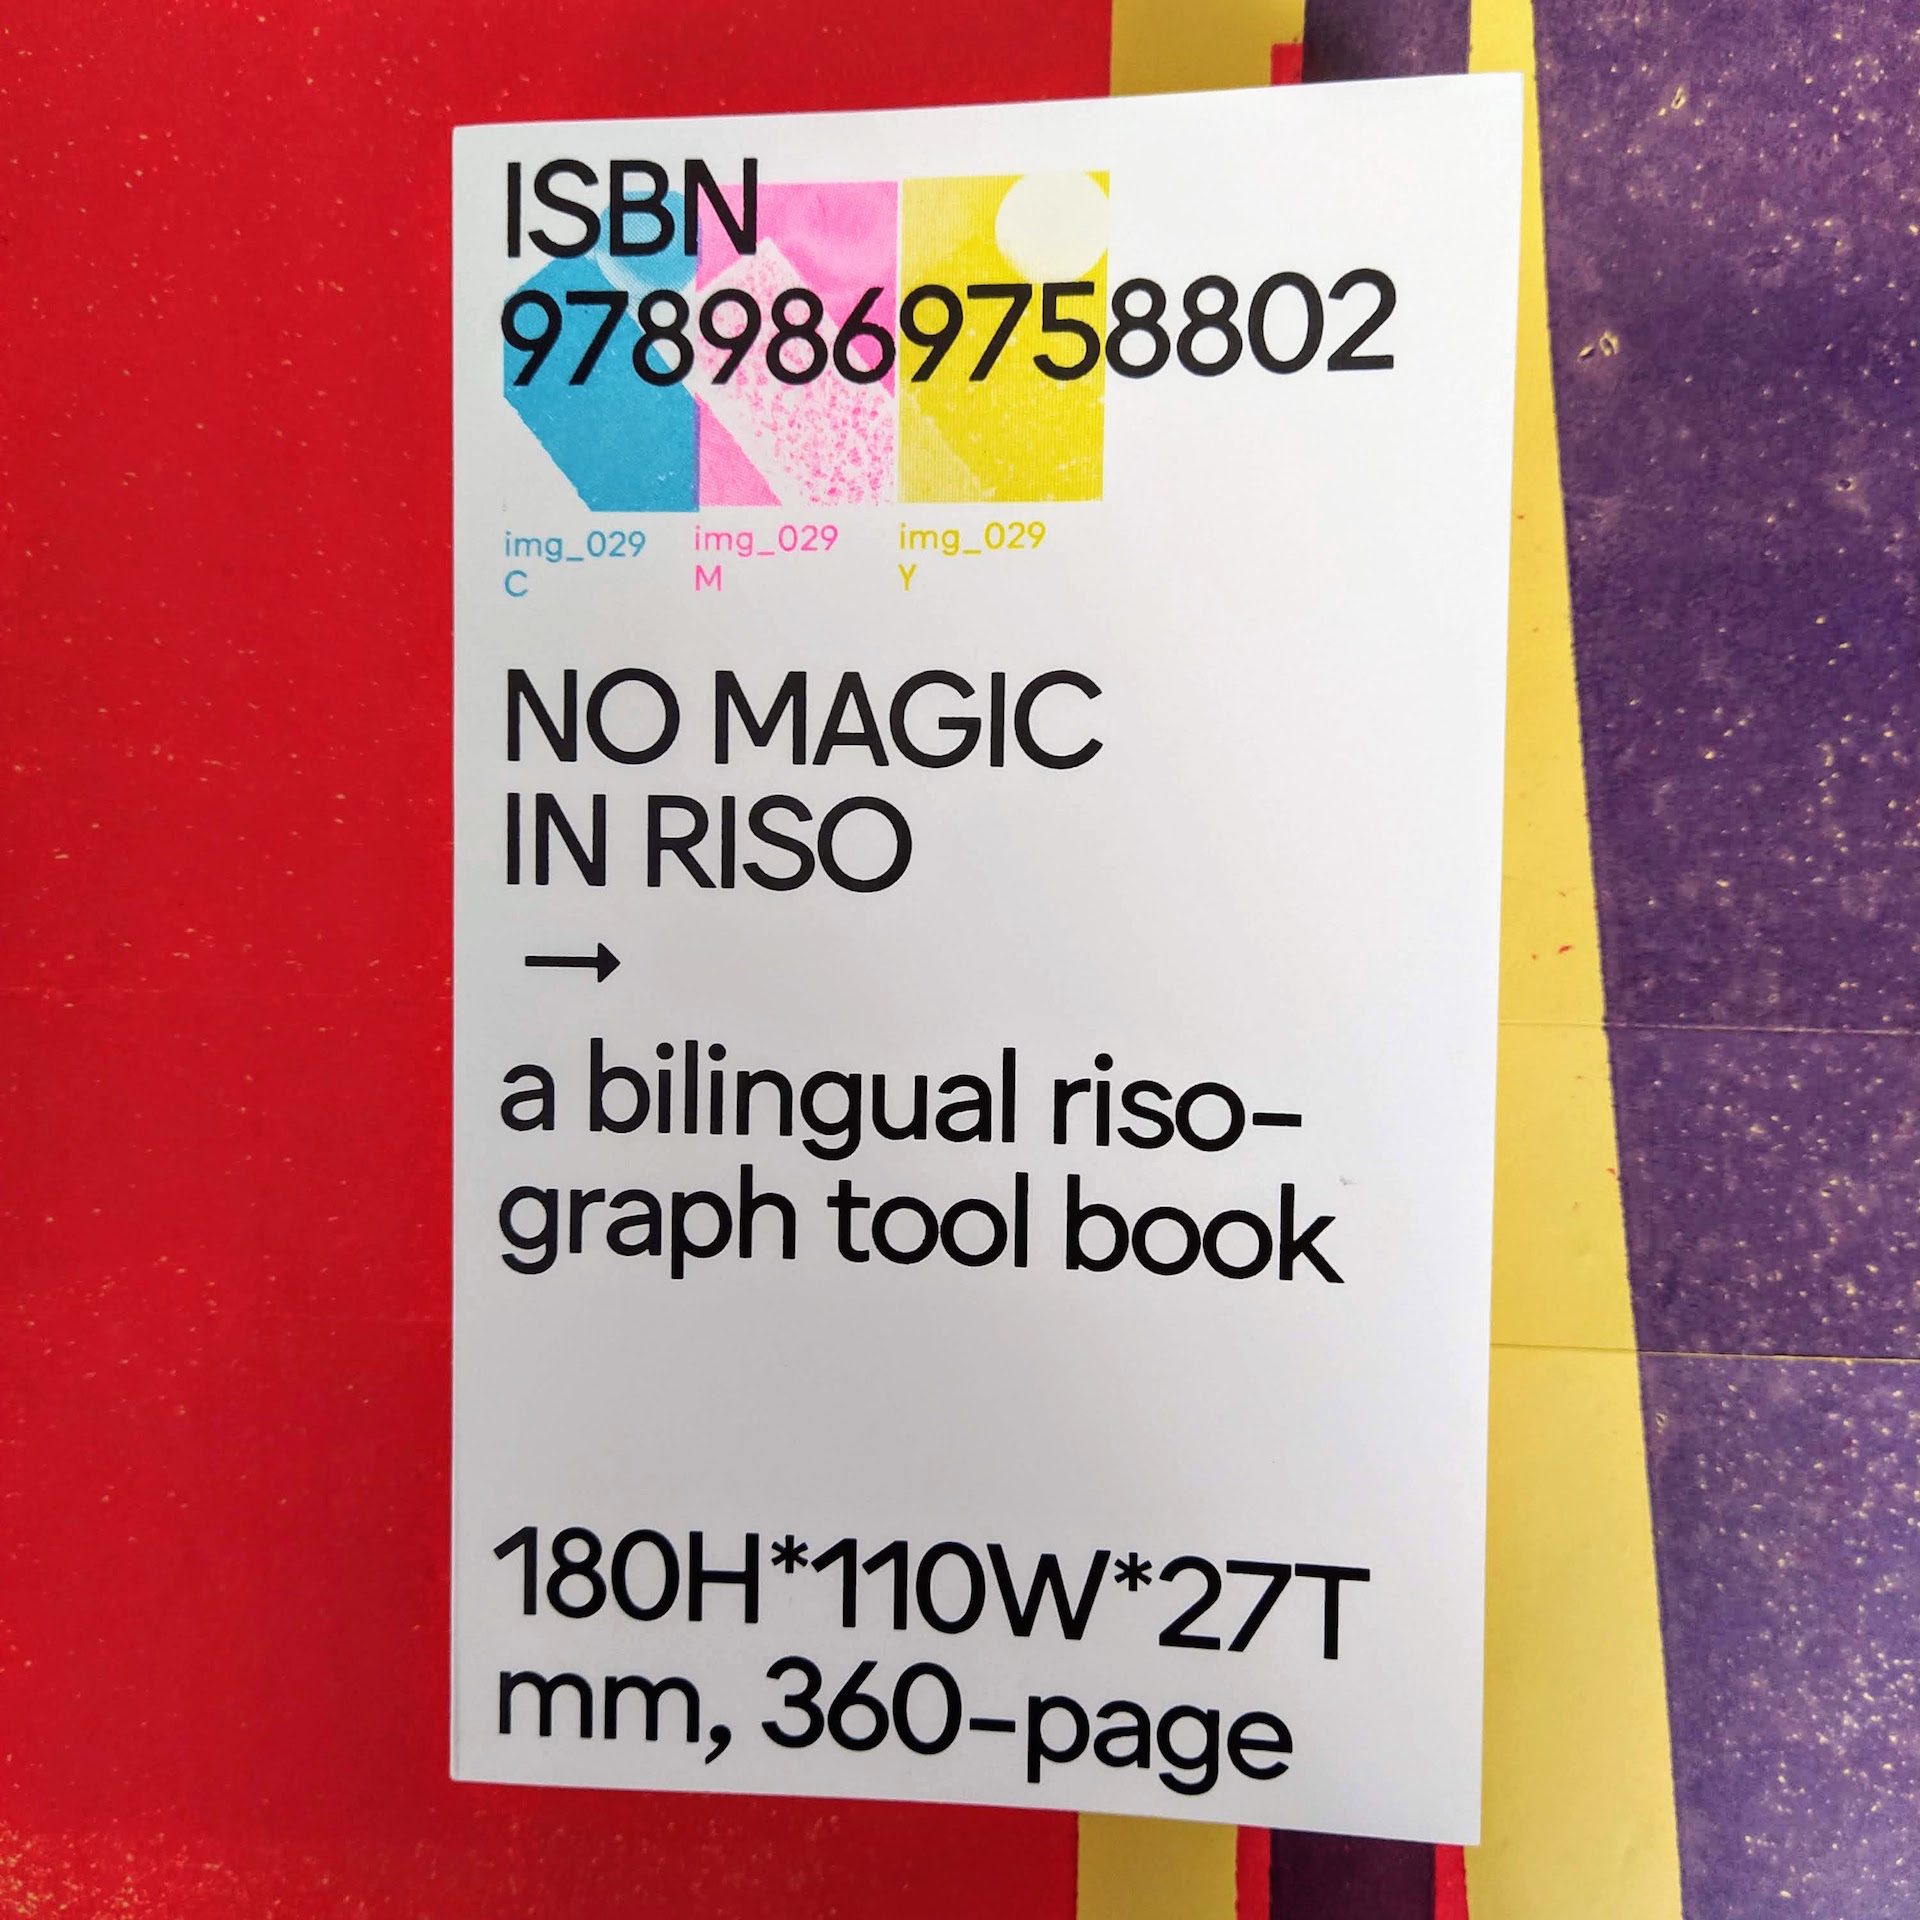 ISBN
9789869758802
img_029 img_029 img_029
C M Y
NO MAGIC
IN RISO
→
a bilingual riso-
graph tool book
180H*110W*27T
mm, 360-page